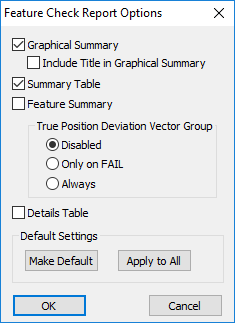 Feature Check Report Options
Graphical Summary
Include Title in Graphical Summary
Summary Table
Feature Summary
True Position Deviation Vector Group
Disabled
Only on FAIL
Always
Details Table
Default Settings
Make Default
Apply to All
OK
Cancel